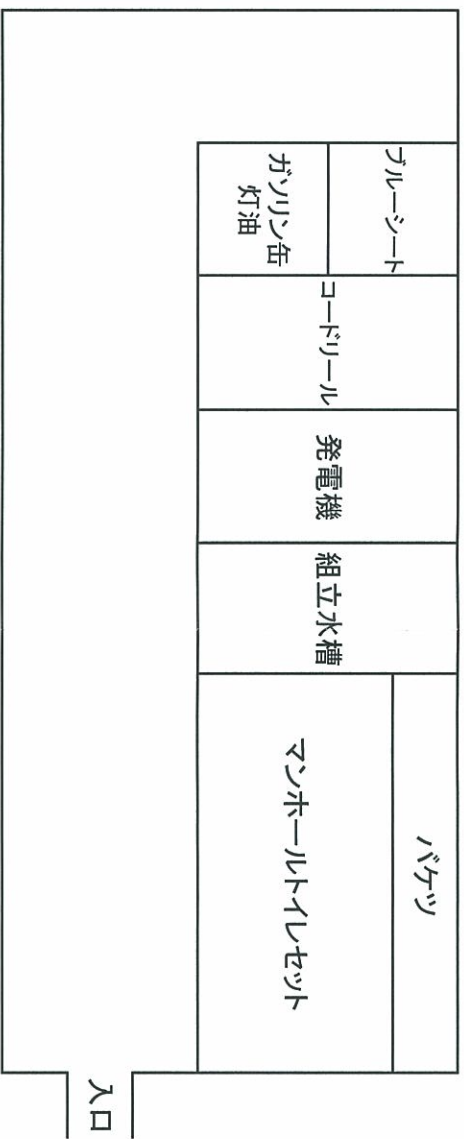 ブルーシート
ガソリン缶
灯油
コードリール
発電機
組立水槽
バケツ
マンホールトイレセット
入口